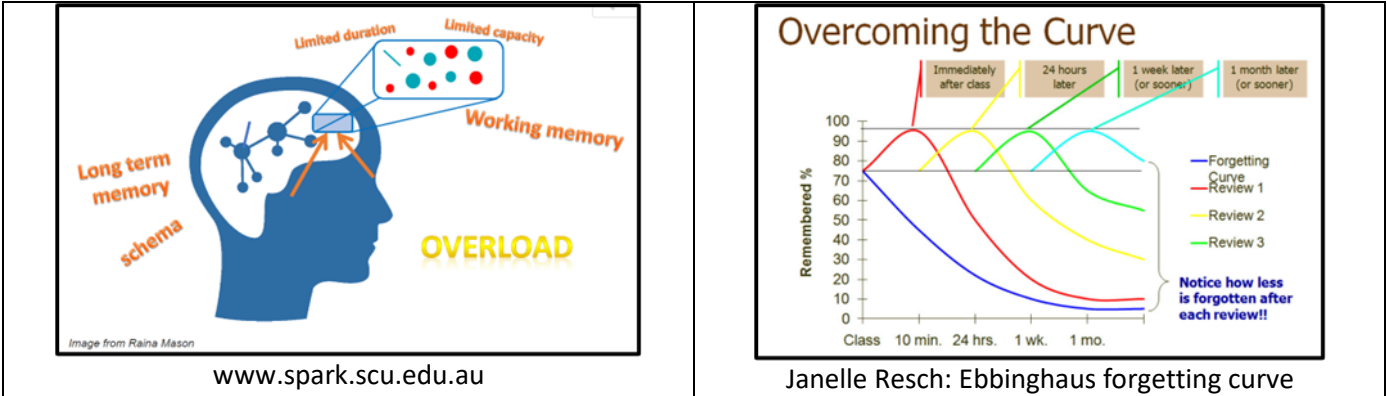 Limited duration
Limited capacity
Working memory
Long term
memory
schema
OVERLOAD
Image from Raina Mason
www.spark.scu.edu.au
Overcoming the Curve
Immediately
after class
24 hours
later
1 week later
(or sooner)
1 month later
(or sooner)
100
90
80
70
60
50
40
30
20
10
0
Remembered %
Class 10 min. 24 hrs. 1 wk. 1 mo.
Forgetting
Curve
Review 1
Review 2
Review 3
Notice how less
is forgotten after
each review!!
Janelle Resch: Ebbinghaus forgetting curve